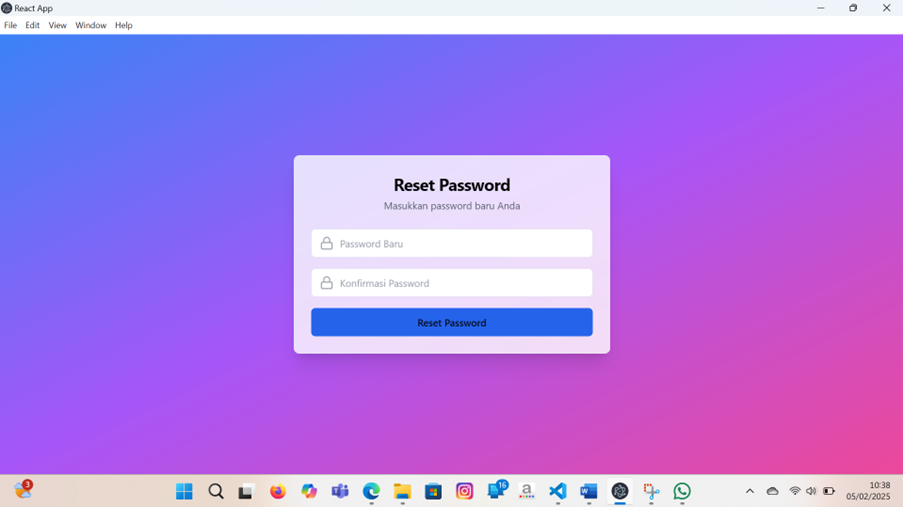 React App
File Edit View Window Help
Reset Password
Masukkan password baru Anda
Password Baru
Konfirmasi Password
Reset Password
3
16
a
10:38
05/02/2025